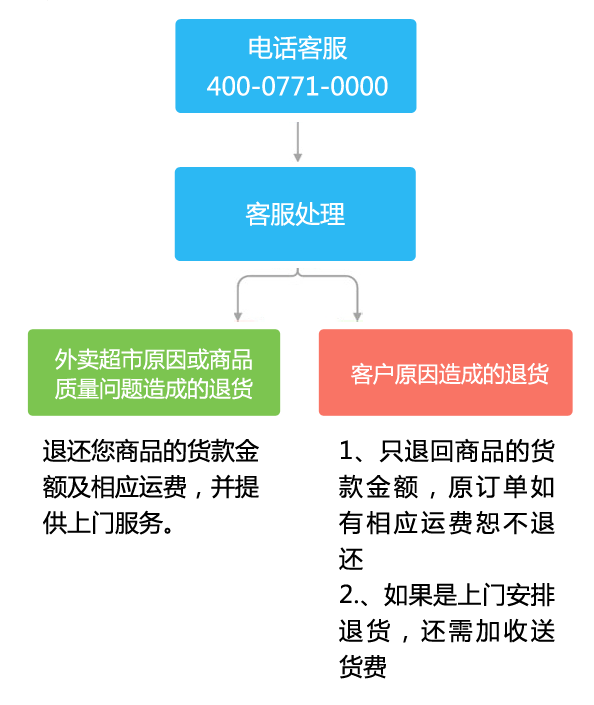 电话客服
400-0771-0000
客服处理
外卖超市原因或商品
质量问题造成的退货
客户原因造成的退货
退还您商品的货款金
额及相应运费，并提
供上门服务。
1、只退回商品的货
款金额，原订单如
有相应运费恕不退
还
2.、如果是上门安排
退货，还需加收送
货费